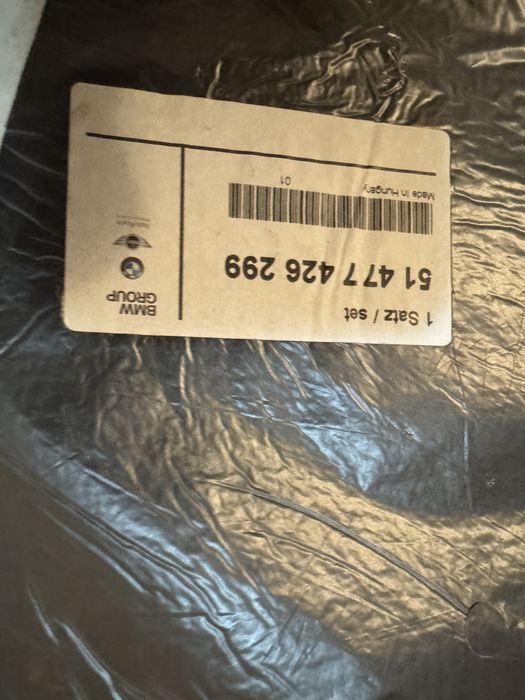 1 Satz / set
51 477 426 299
Made in Hungary
01
BMW
GROUP